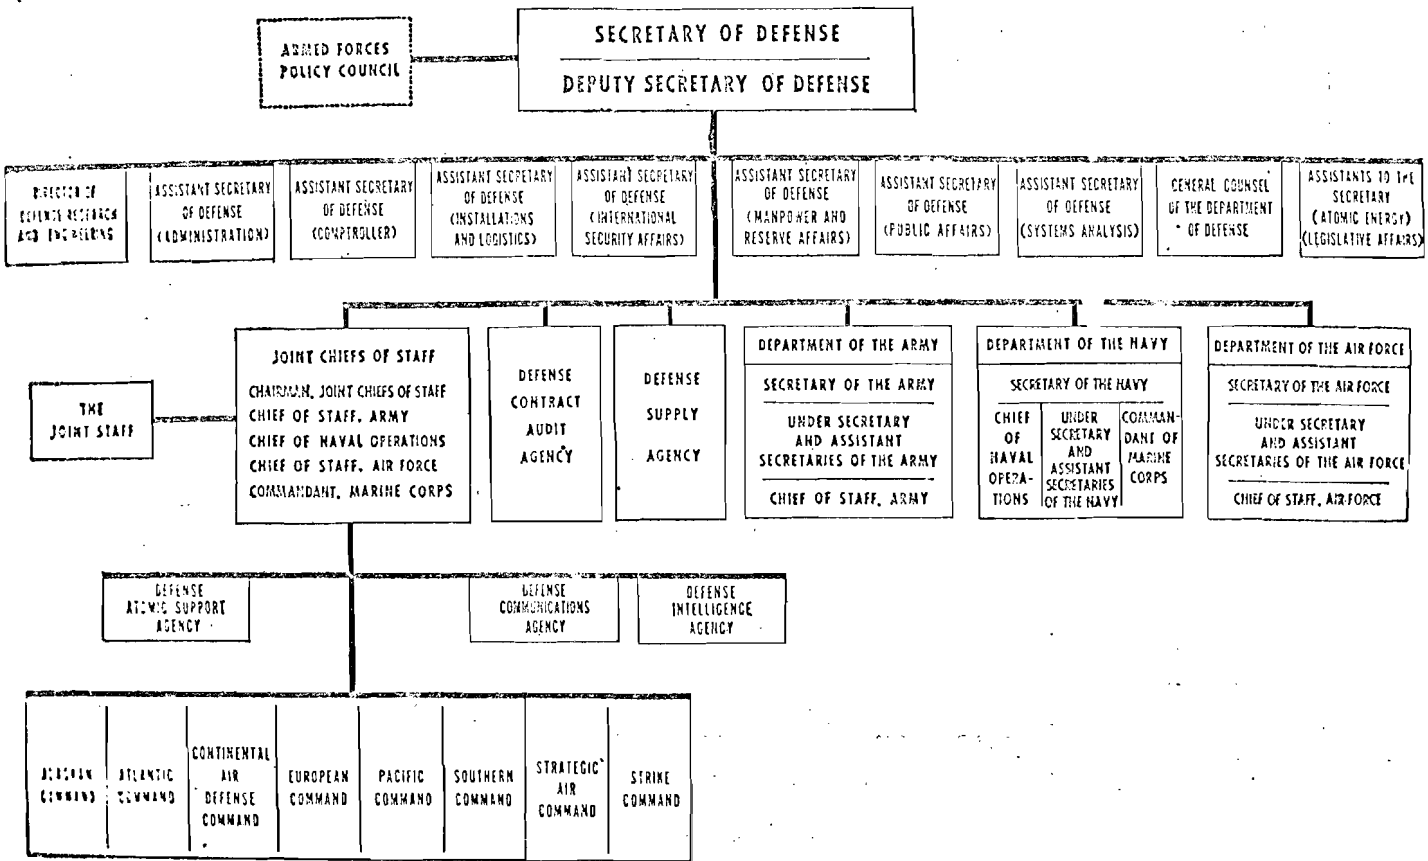 ARMED FORCES
POLICY COUNCIL
SECRETARY OF DEFENSE
DEPUTY SECRETARY OF DEFENSE
DIRECTOR OF
DEFENSE RESEARCH
AND ENGINEERING
ASSISTANT SECRETARY
OF DEFENSE
(ADMINISTRATION)
ASSISTANT SECRETARY
OF DEFENSE
(COMPTROLLER)
ASSISTANT SECRETARY
OF DEFENSE
(INSTALLATIONS
AND LOGISTICS)
ASSISTANT SECRETARY
OF DEFENSE
(INTERNATIONAL
SECURITY AFFAIRS)
ASSISTANT SECRETARY
OF DEFENSE
(MANPOWER AND
RESERVE AFFAIRS)
ASSISTANT SECRETARY
OF DEFENSE
(PUBLIC AFFAIRS)
ASSISTANT SECRETARY
OF DEFENSE
(SYSTEMS ANALYSIS)
GENERAL COUNSEL
OF THE DEPARTMENT
OF DEFENSE
ASSISTANTS TO THE
SECRETARY
(ATOMIC ENERGY)
(LEGISLATIVE AFFAIRS)
THE
JOINT STAFF
JOINT CHIEFS OF STAFF
CHAIRMAN, JOINT CHIEFS OF STAFF
CHIEF OF STAFF, ARMY
CHIEF OF NAVAL OPERATIONS
CHIEF OF STAFF, AIR FORCE
COMMANDANT, MARINE CORPS
DEFENSE
CONTRACT
AUDIT
AGENCY
DEFENSE
SUPPLY
AGENCY
DEPARTMENT OF THE ARMY
SECRETARY OF THE ARMY
UNDER SECRETARY
AND ASSISTANT
SECRETARIES OF THE ARMY
CHIEF OF STAFF, ARMY
DEPARTMENT OF THE NAVY
SECRETARY OF THE NAVY
CHIEF
OF
NAVAL
OPERA-
TIONS
UNDER
SECRETARY
AND
ASSISTANT
SECRETARIES
OF THE NAVY
COMMAN-
DANT OF
MARINE
CORPS
DEPARTMENT OF THE AIR FORCE
SECRETARY OF THE AIR FORCE
UNDER SECRETARY
AND ASSISTANT
SECRETARIES OF THE AIR FORCE
CHIEF OF STAFF, AIR FORCE
DEFENSE
ATOMIC SUPPORT
AGENCY
DEFENSE
COMMUNICATIONS
AGENCY
DEFENSE
INTELLIGENCE
AGENCY
ALASKAN
COMMAND
ATLANTIC
COMMAND
CONTINENTAL
AIR
DEFENSE
COMMAND
EUROPEAN
COMMAND
PACIFIC
COMMAND
SOUTHERN
COMMAND
STRATEGIC
AIR
COMMAND
STRIKE
COMMAND